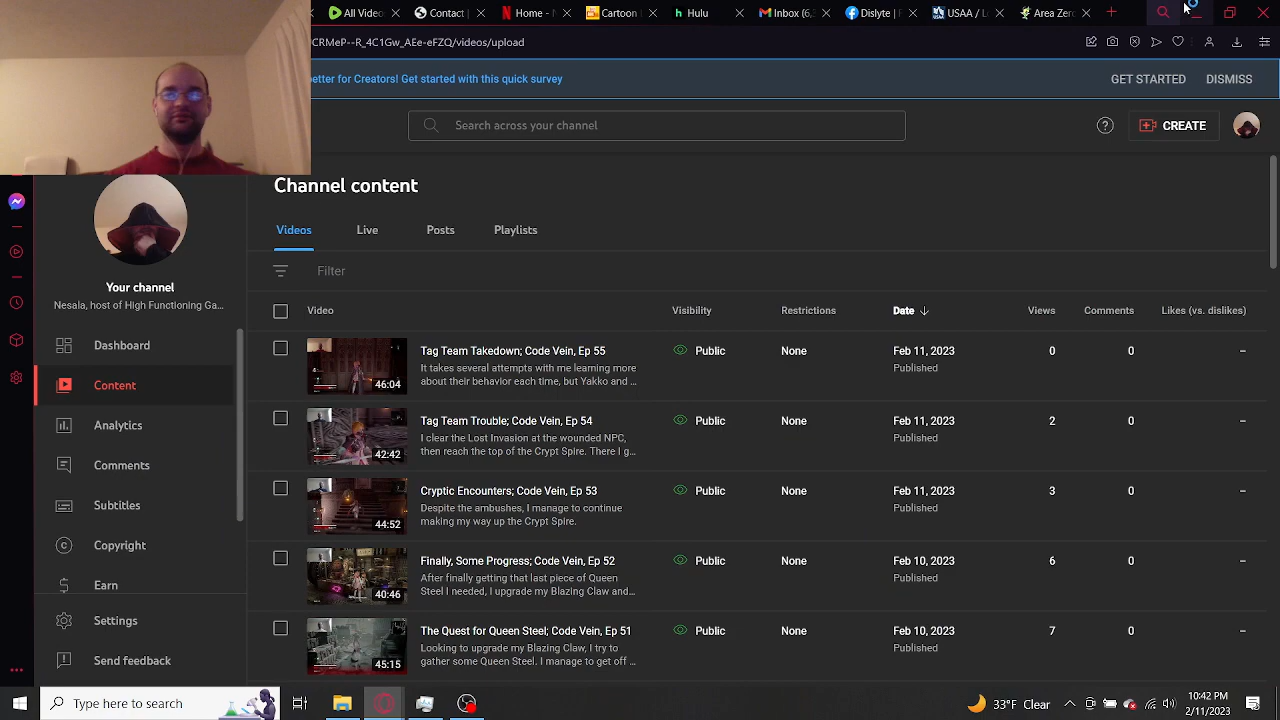 All Video
Contact |
Home - N
Cartoon
Hulu
Inbox (6,3
Dislyte | F
USAA / L
Area Zero
CRMeP--R_4C1Gw_AEe-eFZQ/videos/upload
etter for Creators! Get started with this quick survey
GET STARTED
DISMISS
Search across your channel
CREATE
Channel content
Videos
Live
Posts
Playlists
Filter
Your channel
Nesala, host of High Functioning Ga...
Dashboard
Content
Analytics
Comments
Subtitles
Copyright
Earn
Settings
Send feedback
Video Visibility Restrictions Date Views Comments Likes (vs. dislikes)
Tag Team Takedown; Code Vein, Ep 55 Public None Feb 11, 2023 0 0 –
It takes several attempts with me learning more Published
about their behavior each time, but Yakko and ...
46:04
Tag Team Trouble; Code Vein, Ep 54 Public None Feb 11, 2023 2 0 –
I clear the Lost Invasion at the wounded NPC, Published
then reach the top of the Crypt Spire. There I g...
42:42
Cryptic Encounters; Code Vein, Ep 53 Public None Feb 11, 2023 3 0 –
Despite the ambushes, I manage to continue Published
making my way up the Crypt Spire.
44:52
Finally, Some Progress; Code Vein, Ep 52 Public None Feb 10, 2023 6 0 –
After finally getting that last piece of Queen Published
Steel I needed, I upgrade my Blazing Claw and...
40:46
The Quest for Queen Steel; Code Vein, Ep 51 Public None Feb 10, 2023 7 0 –
Looking to upgrade my Blazing Claw, I try to Published
gather some Queen Steel. I manage to get off ...
45:15
Type here to search
33°F Clear
10:42 PM
2/11/2023